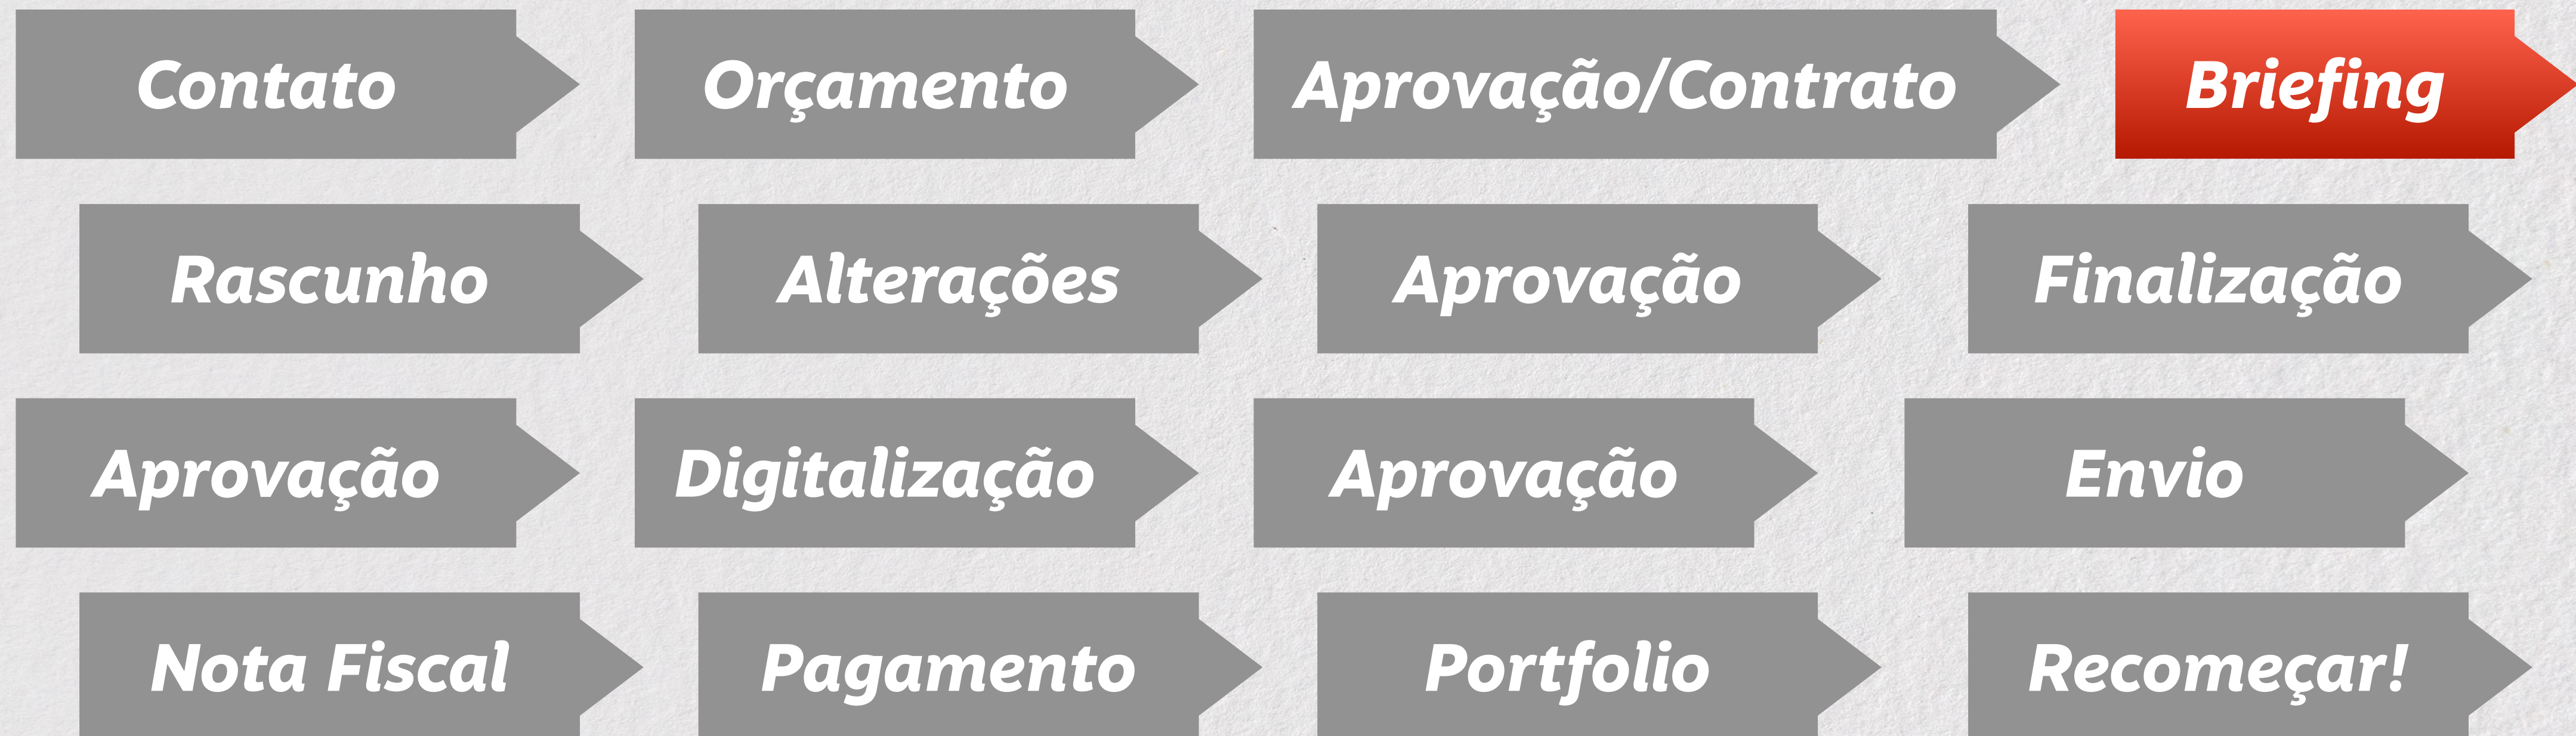 Contato Orçamento Aprovação/Contrato Briefing
Rascunho Alterações Aprovação Finalização
Aprovação Digitalização Aprovação Envio
Nota Fiscal Pagamento Portfolio Recomeçar!